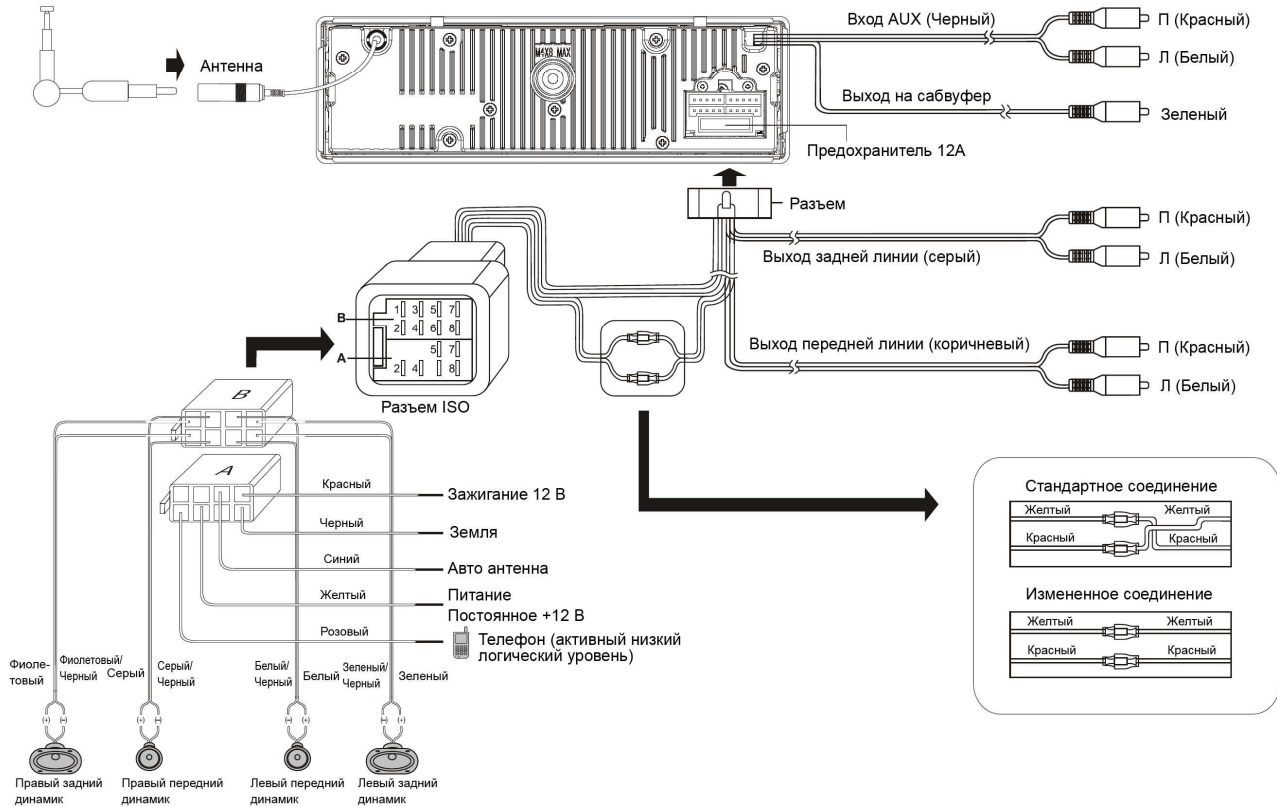 Вход AUX (Черный)
П (Красный)
Л (Белый)
Антенна
M4X8 MAX
Выход на сабвуфер
Зеленый
Предохранитель 12А
Разъем
П (Красный)
Выход задней линии (серый)
Л (Белый)
1 3 5 7
B
2 4 6 8
A
5 7
2 4 8
Разъем ISO
Выход передней линии (коричневый)
П (Красный)
Л (Белый)
B
A
Красный
Зажигание 12 В
Черный
Земля
Синий
Авто антенна
Желтый
Питание
Постоянное +12 В
Розовый
Телефон (активный низкий
логический уровень)
Фиоле-
товый
Фиолетовый/
Черный
Серый
Серый/
Черный
Белый/
Черный
Белый
Зеленый/
Черный
Зеленый
(+) (−)
(+) (−)
(−) (+)
(−) (+)
Правый задний
динамик
Правый передний
динамик
Левый передний
динамик
Левый задний
динамик
Стандартное соединение
Желтый Желтый
Красный Красный
Измененное соединение
Желтый Желтый
Красный Красный